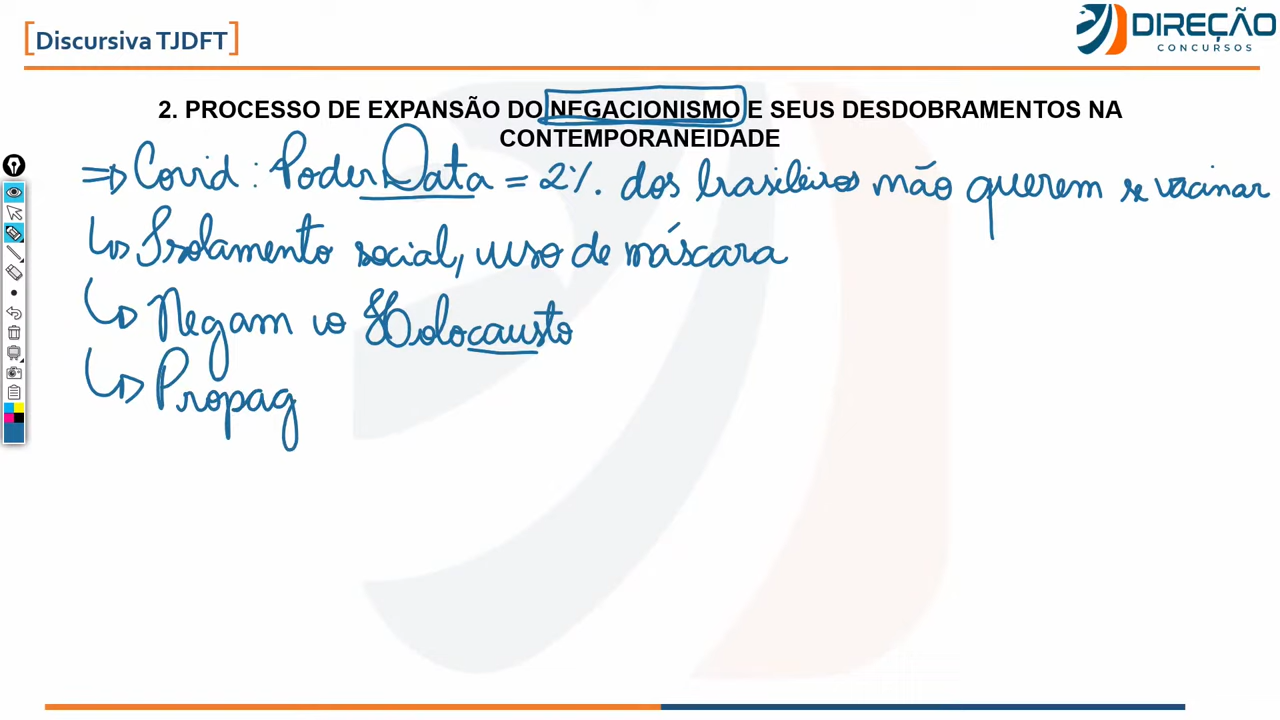 [Discursiva TJDFT]
DIREÇÃO
CONCURSOS
2. PROCESSO DE EXPANSÃO DO NEGACIONISMO E SEUS DESDOBRAMENTOS NA
CONTEMPORANEIDADE
⇒ Covid: PoderData = 2%. dos brasileiros não querem se vacinar
↳ Isolamento social, uso de máscara
↳ Negam o Holocausto
↳ Propag